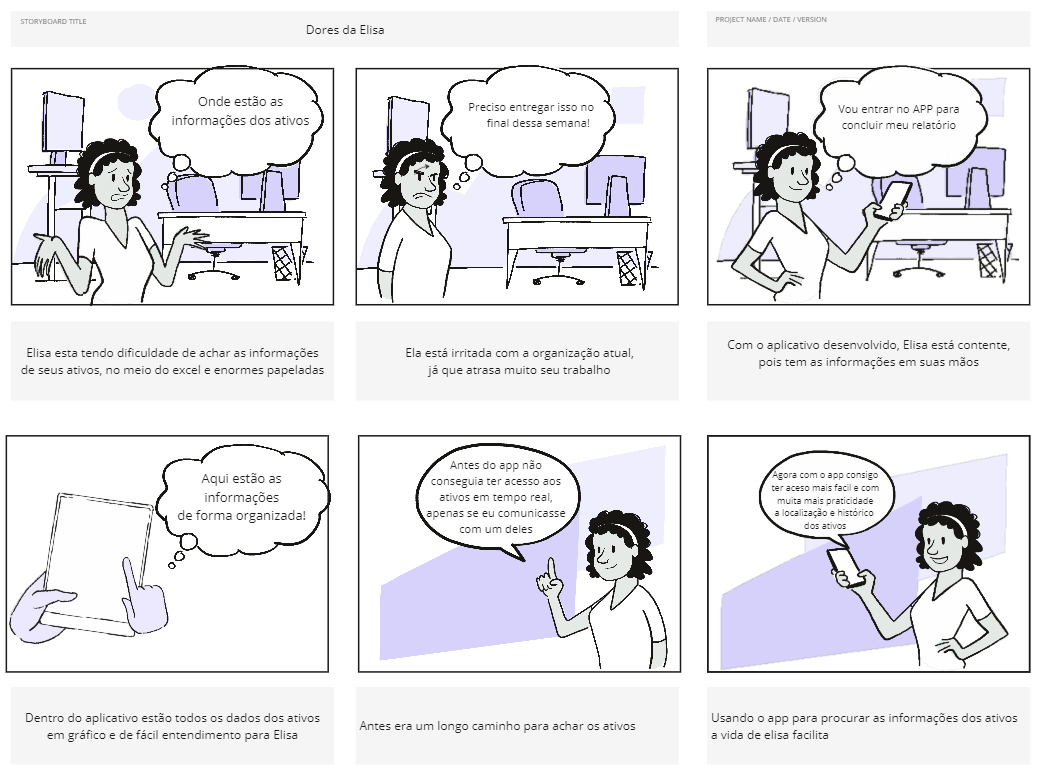 STORYBOARD TITLE
Dores da Elisa
PROJECT NAME / DATE / VERSION
Onde estão as
informações dos ativos
Preciso entregar isso no
final dessa semana!
Vou entrar no APP para
concluir meu relatório
Elisa esta tendo dificuldade de achar as informações
de seus ativos, no meio do excel e enormes papeladas
Ela está irritada com a organização atual,
já que atrasa muito seu trabalho
Com o aplicativo desenvolvido, Elisa está contente,
pois tem as informações em suas mãos
Aqui estão as
informações
de forma organizada!
Antes do app não
conseguia ter acesso aos
ativos em tempo real,
apenas se eu comunicasse
com um deles
Agora com o app consigo
ter aceso mais facil e com
muita mais praticidade
a localização e histórico
dos ativos
Dentro do aplicativo estão todos os dados dos ativos
em gráfico e de fácil entendimento para Elisa
Antes era um longo caminho para achar os ativos
Usando o app para procurar as informações dos ativos
a vida de elisa facilita